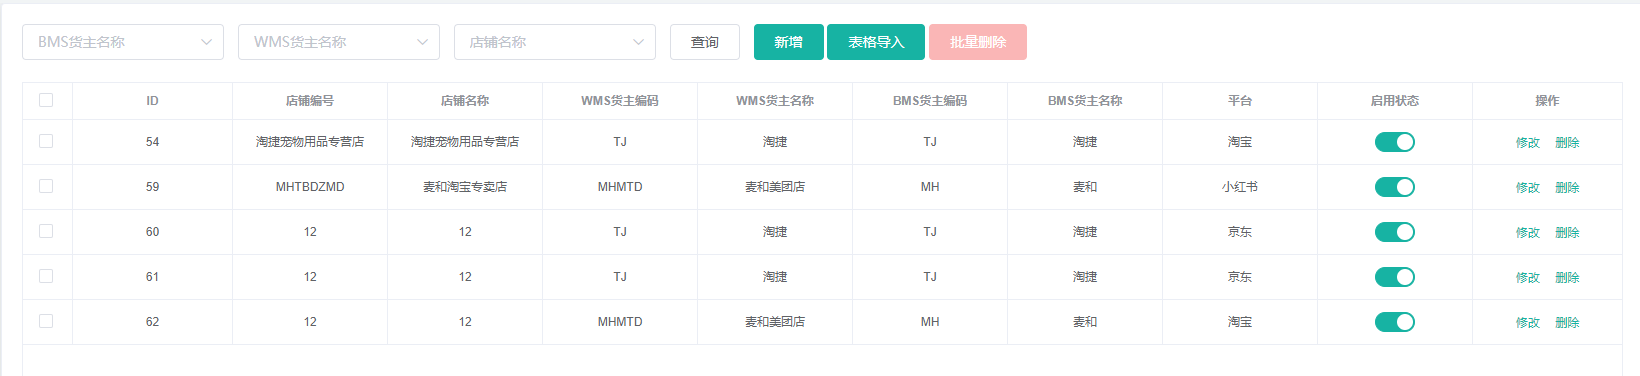 BMS货主名称 WMS货主名称 店铺名称 查询 新增 表格导入 批量删除
ID 店铺编号 店铺名称 WMS货主编码 WMS货主名称 BMS货主编码 BMS货主名称 平台 启用状态 操作
54 淘捷宠物用品专营店 淘捷宠物用品专营店 TJ 淘捷 TJ 淘捷 淘宝 修改 删除
59 MHTBDZMD 麦和淘宝专卖店 MHMTD 麦和美团店 MH 麦和 小红书 修改 删除
60 12 12 TJ 淘捷 TJ 淘捷 京东 修改 删除
61 12 12 TJ 淘捷 TJ 淘捷 京东 修改 删除
62 12 12 MHMTD 麦和美团店 MH 麦和 淘宝 修改 删除